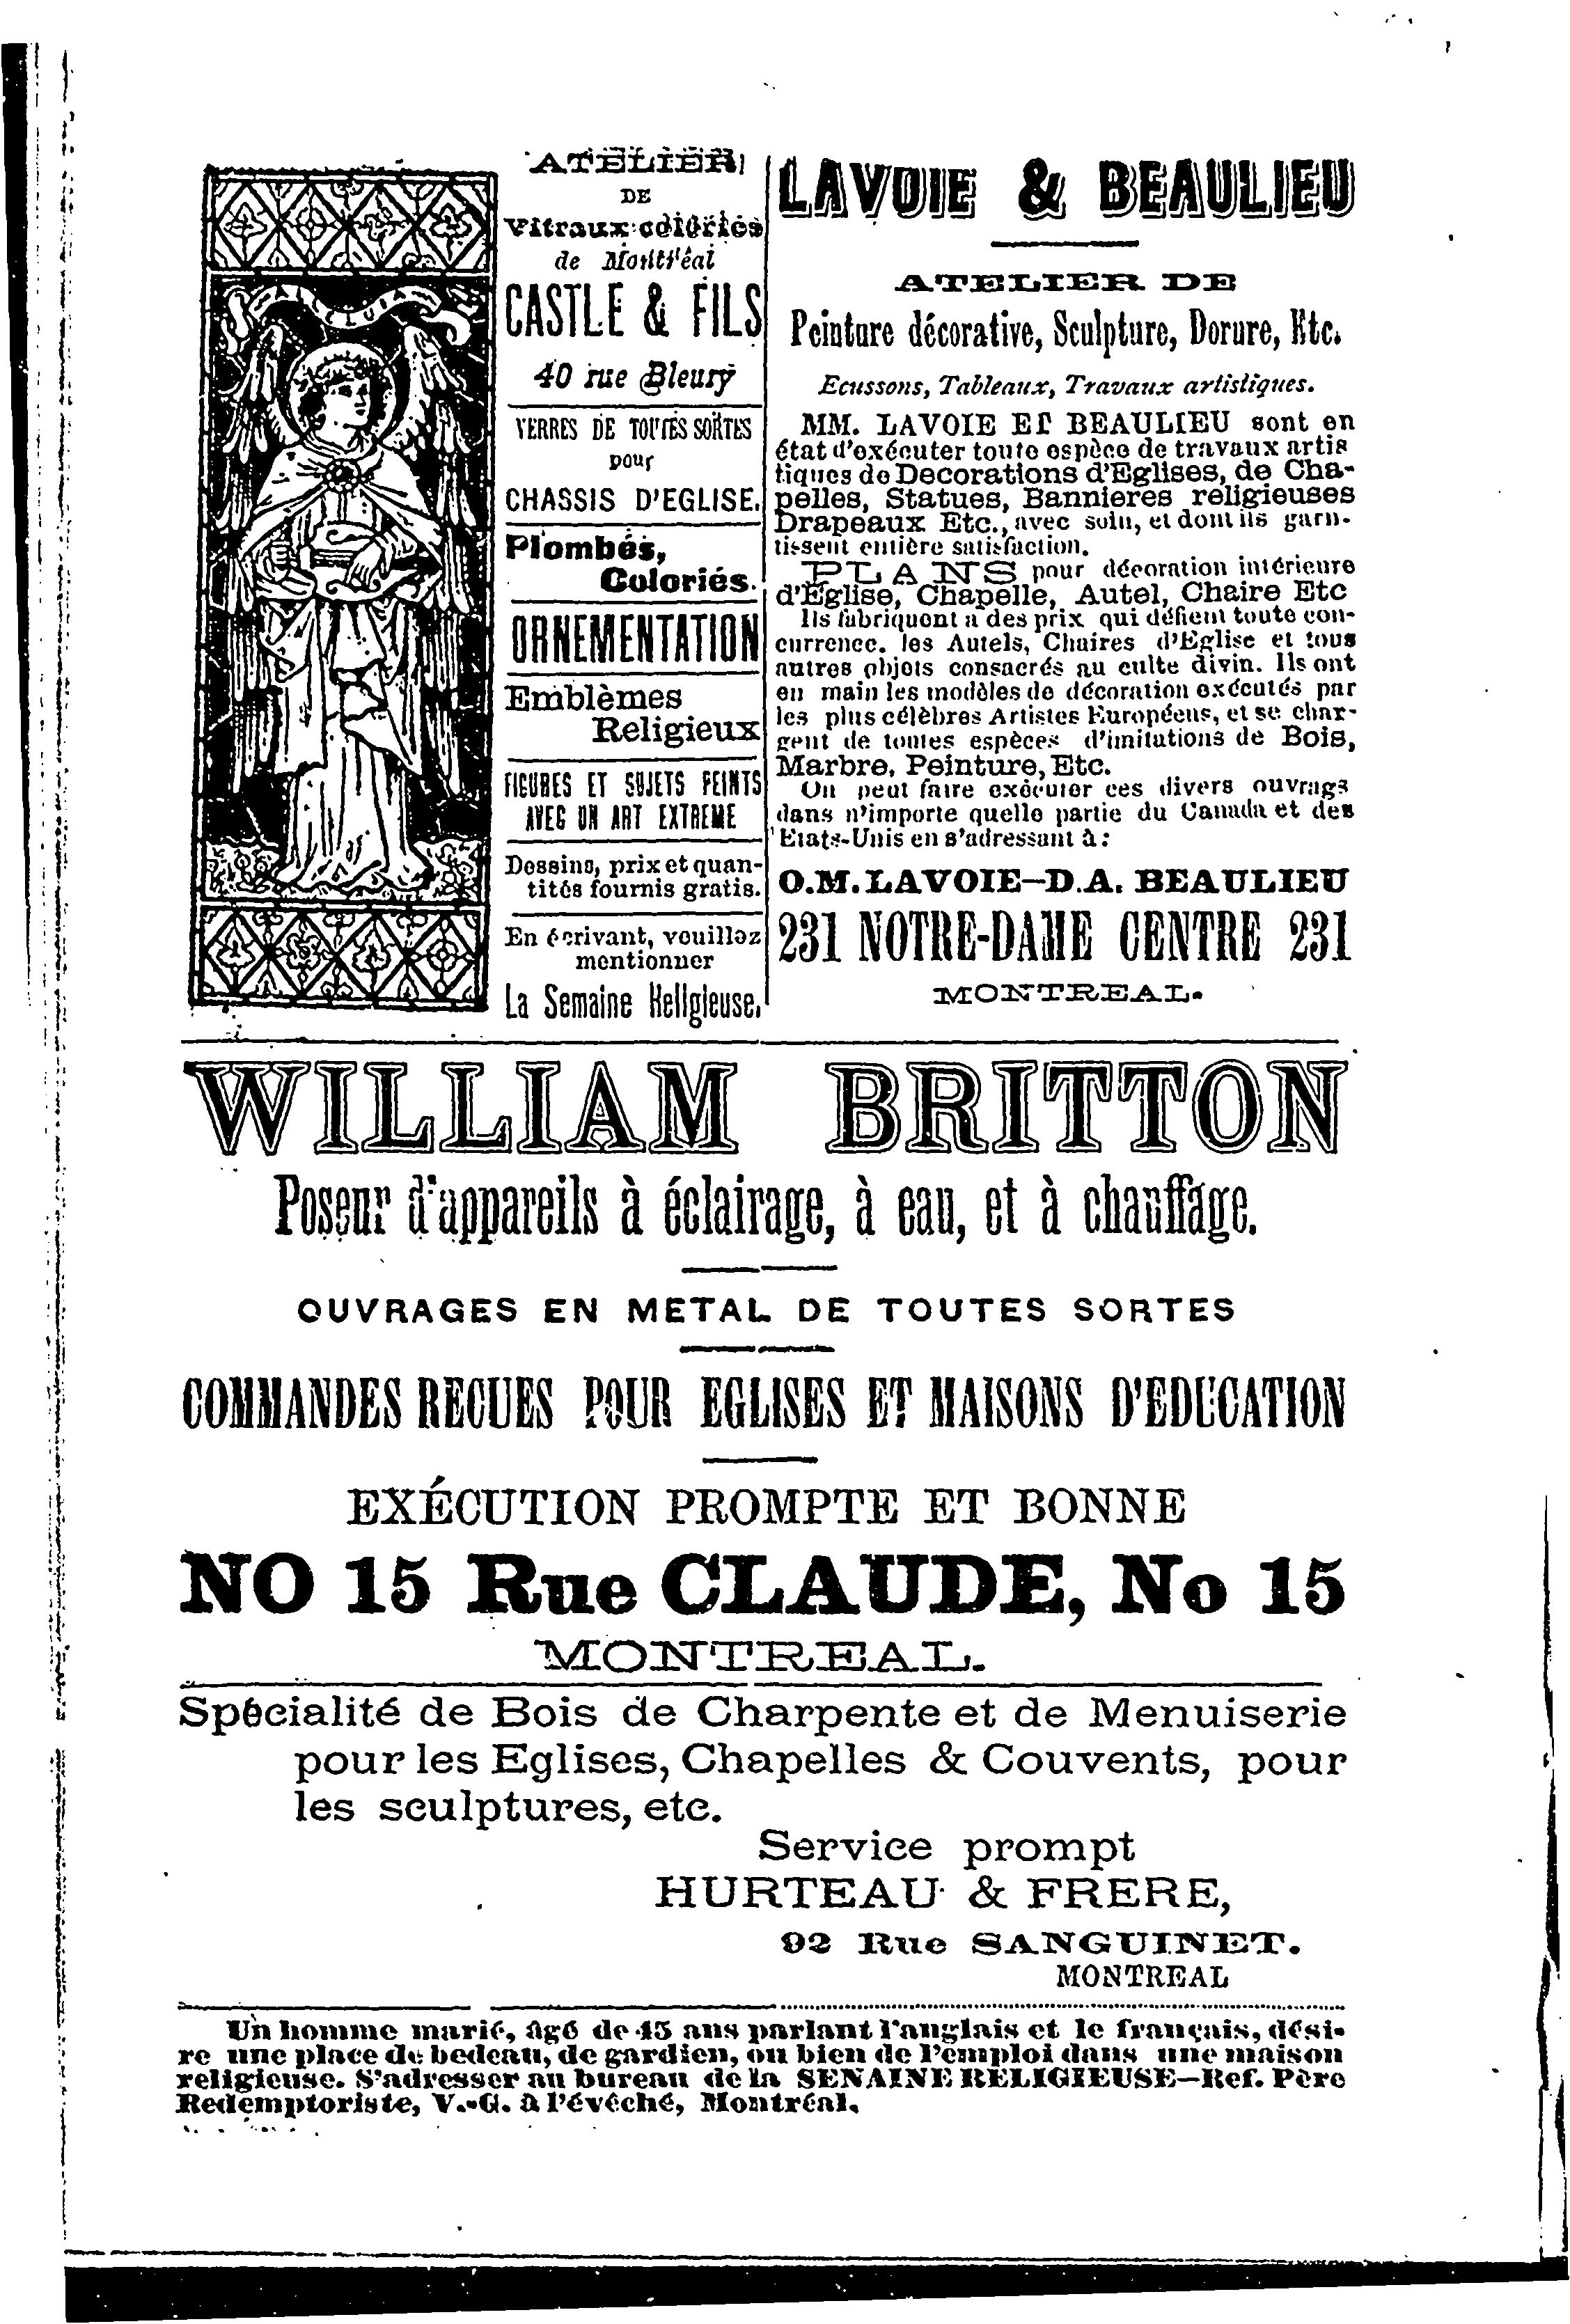 ATELIER
DE
Vitraux coloriés
de Montréal
CASTLE & FILS
40 rue Bleury
VERRES DE TOUTES SORTES
pour
CHASSIS D'EGLISE.
Plombés,
Coloriés.
ORNEMENTATION
Emblèmes
Religieux
FIGURES ET SUJETS PEINTS
AVEC UN ART EXTREME
Dessins, prix et quan-
tités fournis gratis.
En écrivant, veuillez
mentionner
La Semaine Religieuse.
LAVOIE & BEAULIEU
ATELIER DE
Peinture décorative, Sculpture, Dorure, Etc.
Ecussons, Tableaux, Travaux artistiques.
MM. LAVOIE ET BEAULIEU sont en
état d'exécuter toute espèce de travaux artis
tiques de Decorations d'Eglises, de Cha-
pelles, Statues, Bannieres religieuses
Drapeaux Etc., avec soin, et dont ils garn-
tissent entière satisfaction.
PLANS pour décoration intérieure
d'Eglise, Chapelle, Autel, Chaire Etc
Ils fabriquent a des prix qui défient toute con-
currence. les Autels, Chaires d'Eglise et tous
autres objets consacrés au culte divin. Ils ont
en main les modèles de décoration exécutés par
les plus célèbres Artistes Européens, et se char-
gent de toutes espèces d'imitations de Bois,
Marbre, Peinture, Etc.
On peut faire exécuter ces divers ouvrags
dans n'importe quelle partie du Canada et des
Etats-Unis en s'adressant à:
O.M. LAVOIE—D.A. BEAULIEU
231 NOTRE-DAME CENTRE 231
MONTREAL.
WILLIAM BRITTON
Poseur d'appareils à éclairage, à eau, et à chauffage.
OUVRAGES EN METAL DE TOUTES SORTES
COMMANDES RECUES POUR EGLISES ET MAISONS D'EDUCATION
EXÉCUTION PROMPTE ET BONNE
NO 15 Rue CLAUDE, No 15
MONTREAL.
Spécialité de Bois de Charpente et de Menuiserie
pour les Eglises, Chapelles & Couvents, pour
les sculptures, etc.
Service prompt
HURTEAU & FRERE,
92 Rue SANGUINET.
MONTREAL
Un homme marié, âgé de 45 ans parlant l'anglais et le français, dési-
re une place de bedeau, de gardien, ou bien de l'emploi dans une maison
religieuse. S'adresser au bureau de la SENAINE RELIGIEUSE—Ref. Père
Redemptoriste, V.-G. à l'évêché, Montréal.